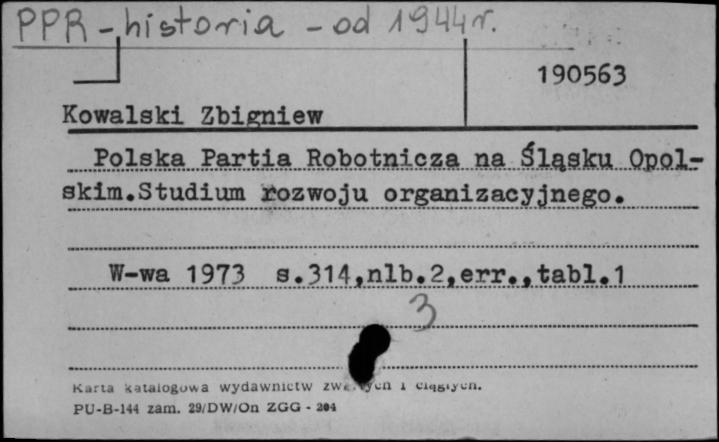 PPR - historia - od 1944 r.
190563
Kowalski Zbigniew
Polska Partia Robotnicza na Śląsku Opol-
skim.Studium rozwoju organizacyjnego.
W-wa 1973 s.314,nlb.2,err.,tabl.1
3
Karta katalogowa wydawnictw zwartych i ciągłych.
PU-B-144 zam. 29/DW/On ZGG - 204